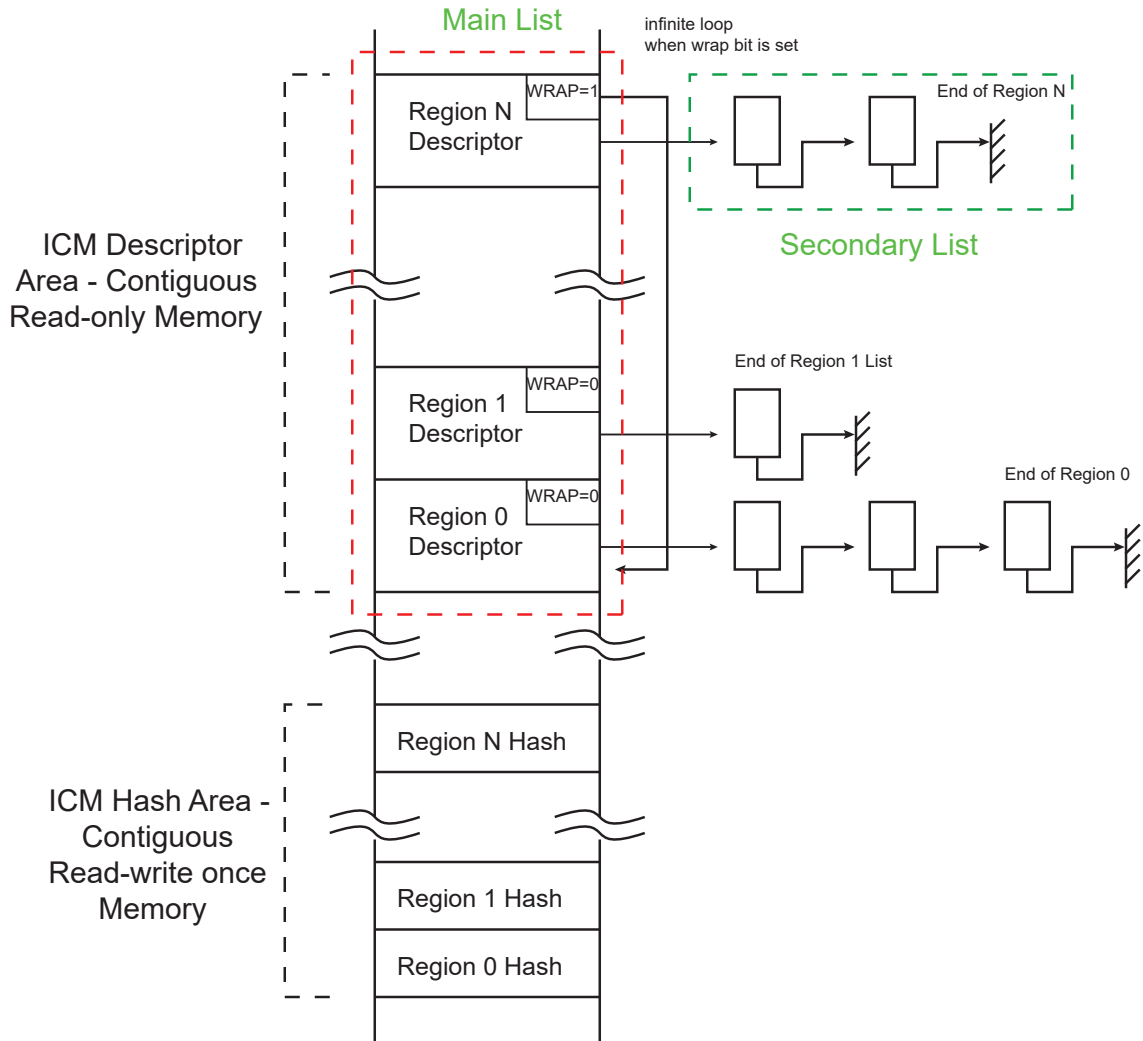 Main List
infinite loop
when wrap bit is set
WRAP=1
End of Region N
Region N
Descriptor
Secondary List
ICM Descriptor
Area - Contiguous
Read-only Memory
End of Region 1 List
WRAP=0
Region 1
Descriptor
End of Region 0
WRAP=0
Region 0
Descriptor
Region N Hash
ICM Hash Area -
Contiguous
Read-write once
Memory
Region 1 Hash
Region 0 Hash